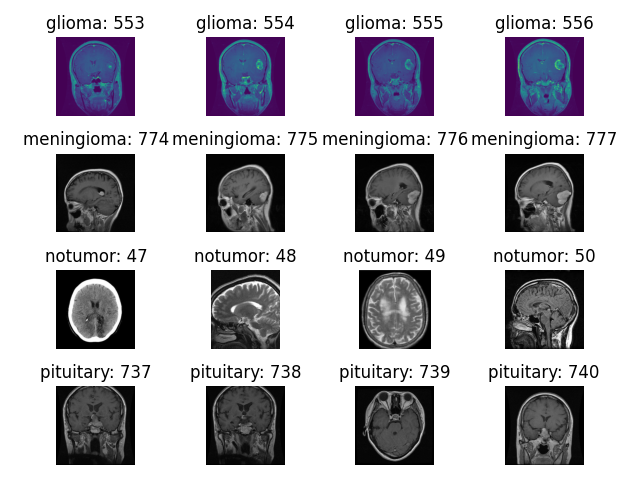 glioma: 553 glioma: 554 glioma: 555 glioma: 556
meningioma: 774 meningioma: 775 meningioma: 776 meningioma: 777
notumor: 47 notumor: 48 notumor: 49 notumor: 50
pituitary: 737 pituitary: 738 pituitary: 739 pituitary: 740